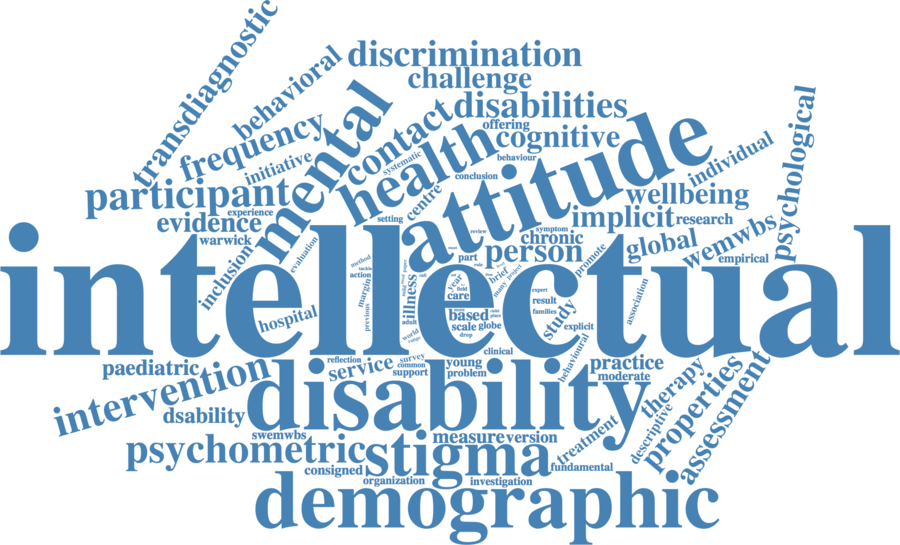 transdiagnostic
behavioral
discrimination
challenge
frequency
mental
contact
disabilities
offering
cognitive
psychological
participant
initiative
systematic
health
behaviour
conclusion
attitude
individual
wellbeing
evidence
experience
warwick
setting
centre
review
symptom
implicit
research
inclusion
evaluation
part
person
chronic
promote
global
wemwbs
empirical
intellectual
method
action
margin
previous
illness
adult
year
field
care
brief
many
project
based
scale
globe
drop
expert
result
families
study
explicit
association
hospital
world
clinical
behavioural
paediatric
reflection
service
survey
common
support
young
problem
practice
moderate
intervention
dsability
disability
therapy
descriptive
properties
assessment
swemwbs
psychometric
consigned
stigma
measure
version
treatment
fundamental
organization
investigation
demographic